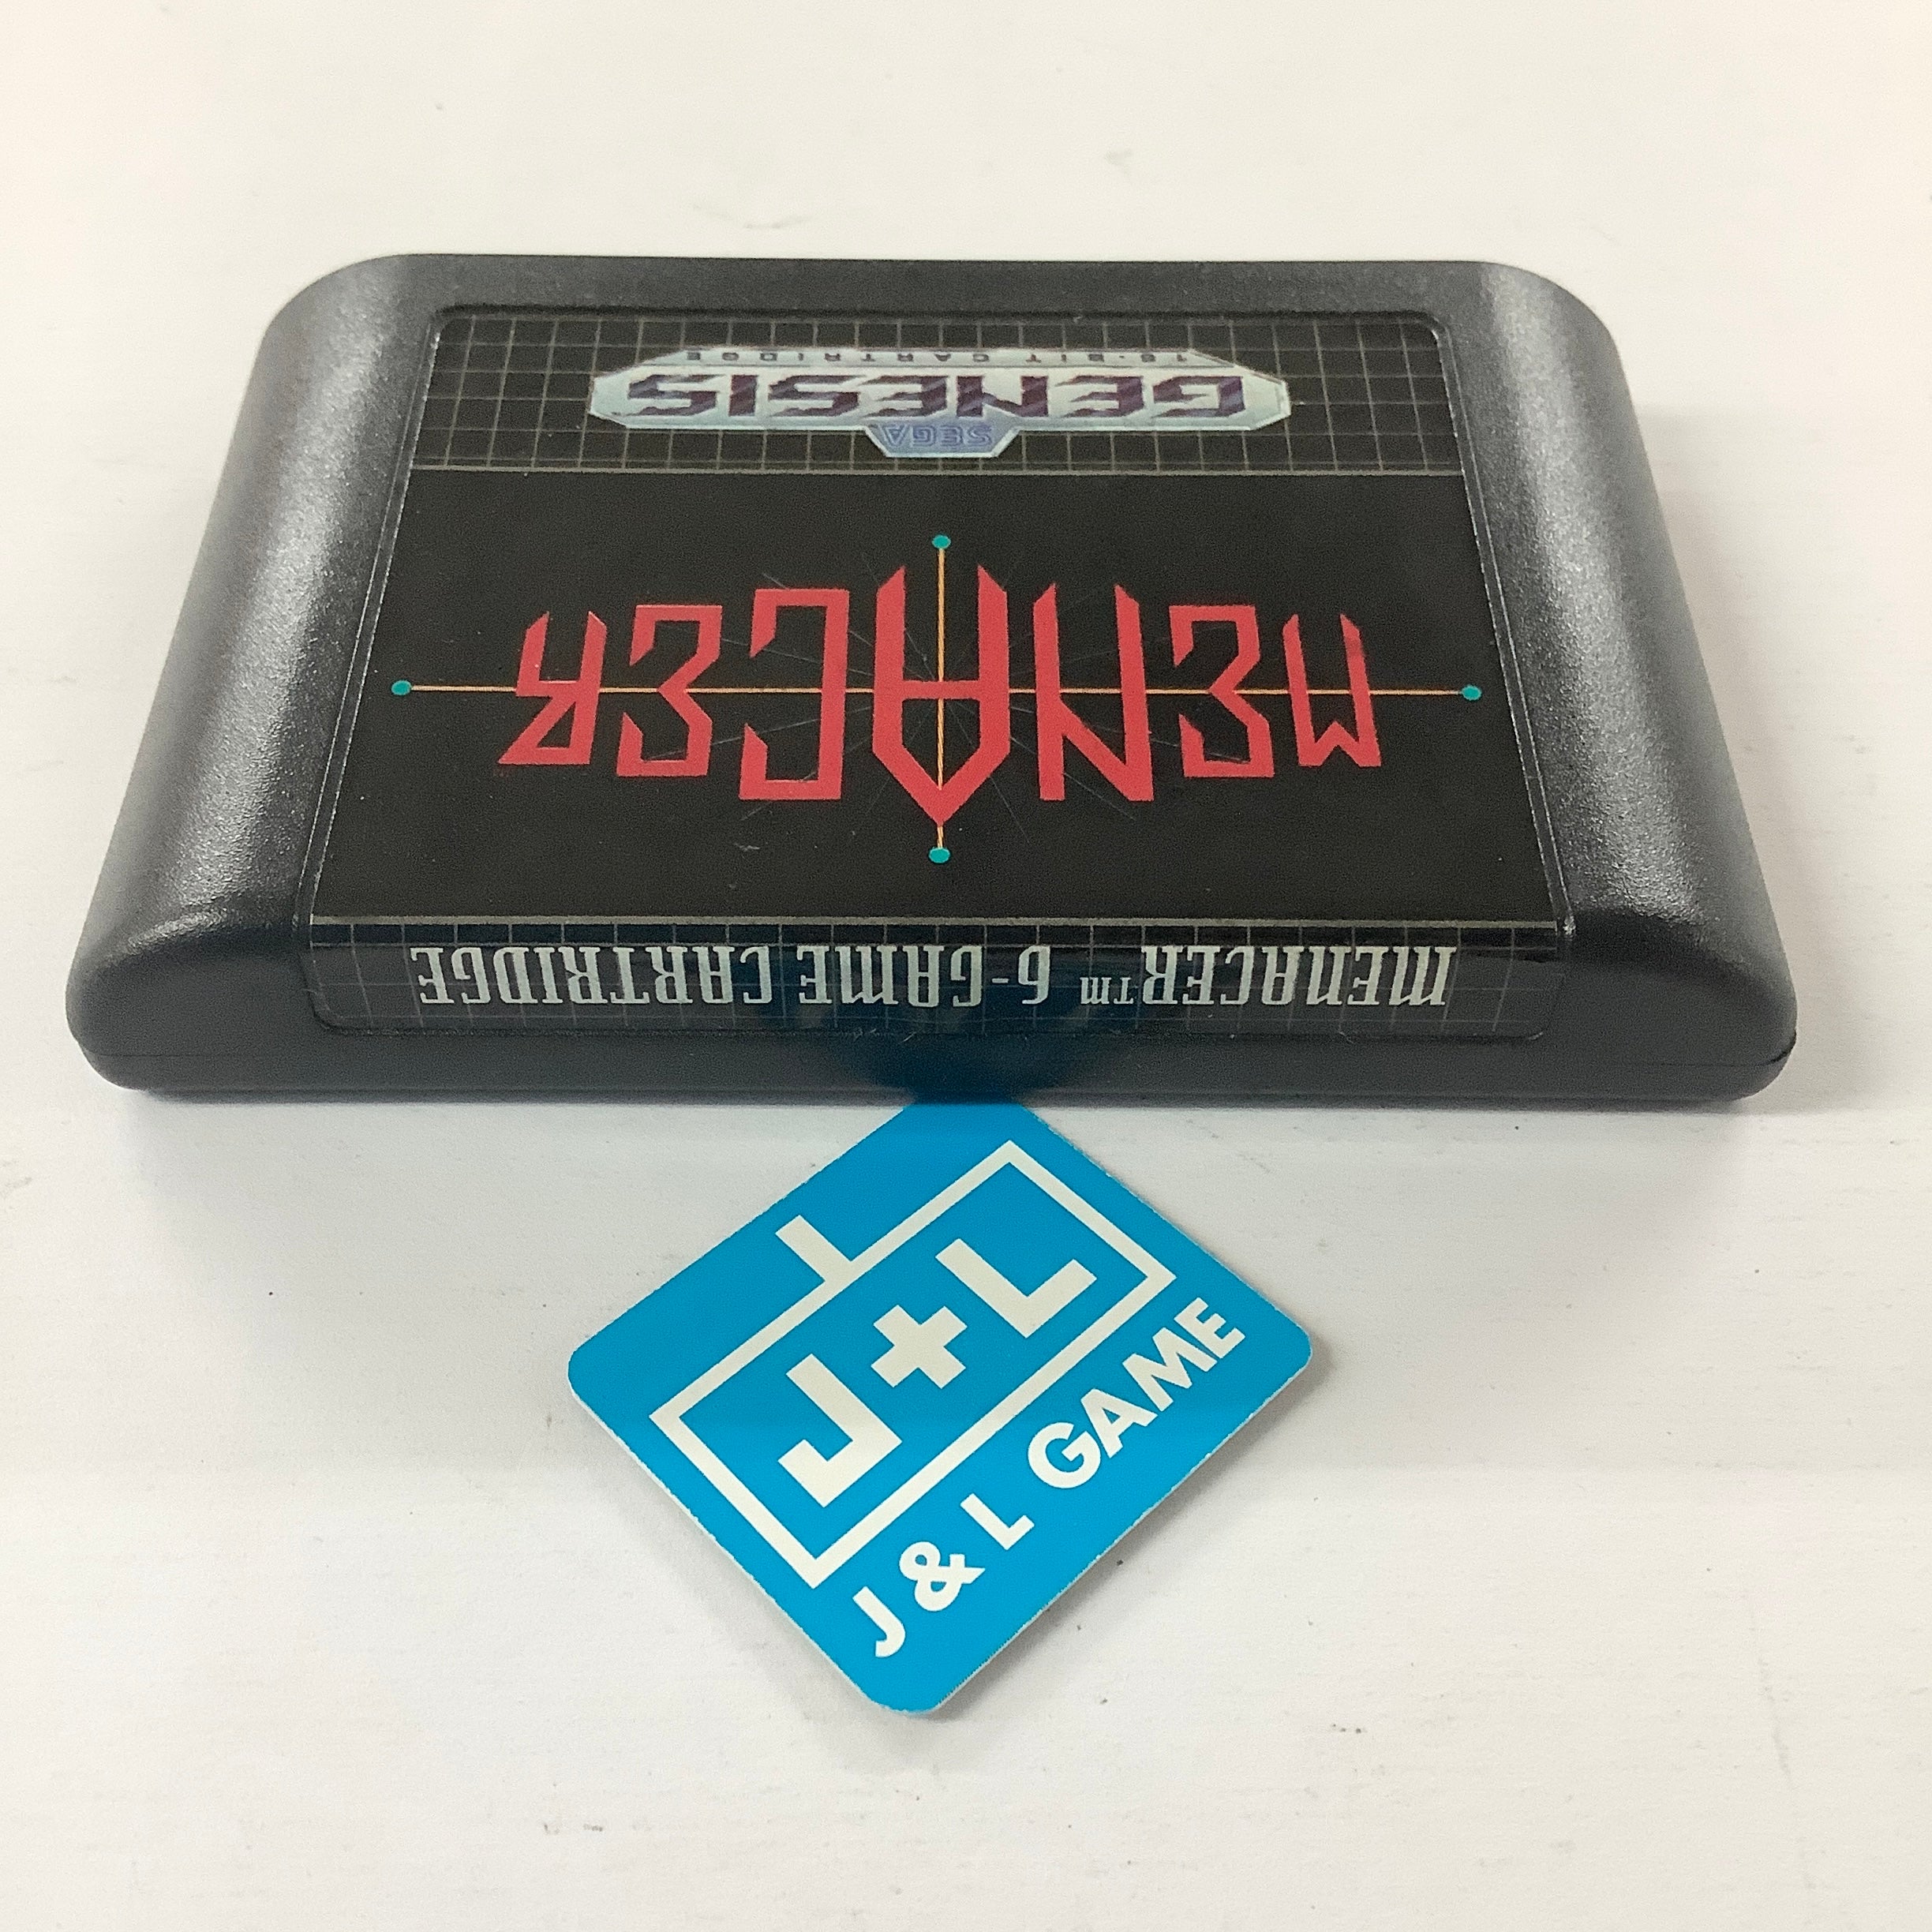 16-BIT CARTRIDGE
GENESIS
SEGA
MENACER
MENACER™ 6-GAME CARTRIDGE
J+L
J & L GAME